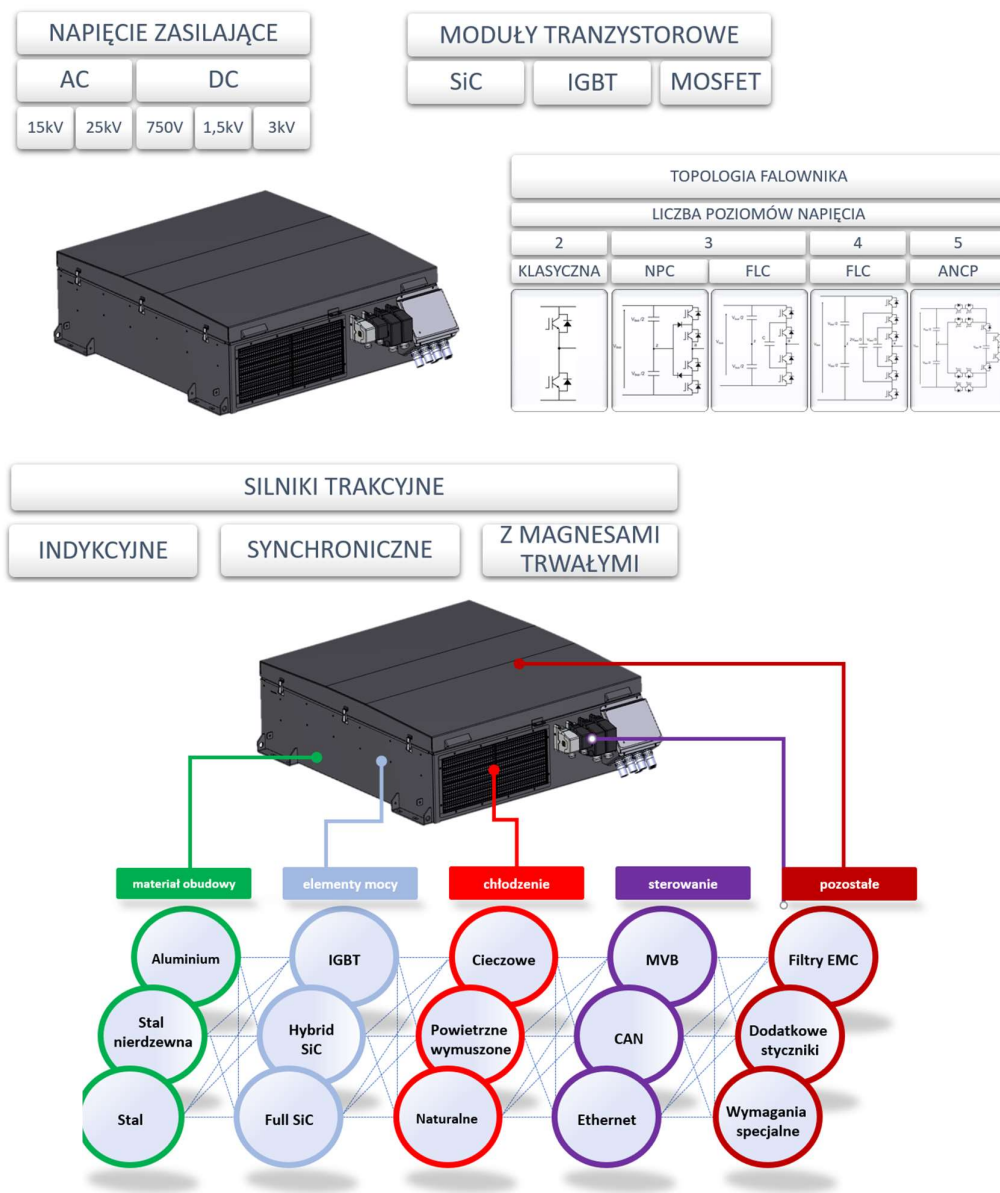 NAPIĘCIE ZASILAJĄCE
AC DC
15kV 25kV 750V 1,5kV 3kV
MODUŁY TRANZYSTOROWE
SiC IGBT MOSFET
TOPOLOGIA FALOWNIKA
LICZBA POZIOMÓW NAPIĘCIA
2 3 4 5
KLASYCZNA NPC FLC FLC ANCP
SILNIKI TRAKCYJNE
INDYKCYJNE SYNCHRONICZNE Z MAGNESAMI
TRWAŁYMI
materiał obudowy elementy mocy chłodzenie sterowanie pozostałe
Aluminium IGBT Cieczowe MVB Filtry EMC
Stal
nierdzewna
Hybrid
SiC
Powietrzne
wymuszone
CAN
Dodatkowe
styczniki
Stal Full SiC Naturalne Ethernet
Wymagania
specjalne